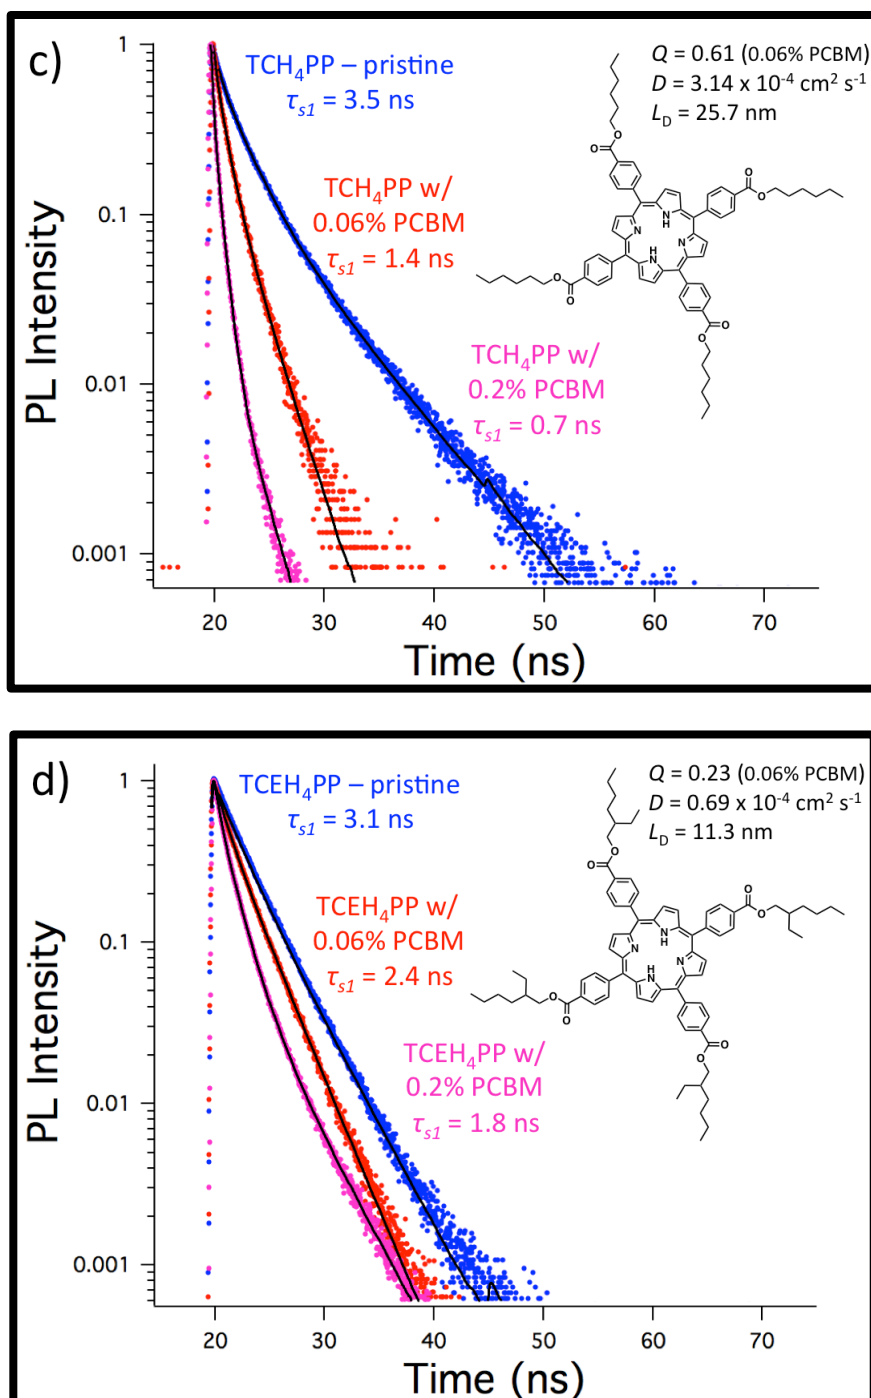 c)
TCH₄PP – pristine
τₛ₁ = 3.5 ns
Q = 0.61 (0.06% PCBM)
D = 3.14 x 10⁻⁴ cm² s⁻¹
L_D = 25.7 nm
TCH₄PP w/
0.06% PCBM
τₛ₁ = 1.4 ns
TCH₄PP w/
0.2% PCBM
τₛ₁ = 0.7 ns
O
O
O
O
N
H
N
H
N
N
O
O
O
O
PL Intensity
1
0.1
0.01
0.001
20 30 40 50 60 70
Time (ns)
d)
TCEH₄PP – pristine
τₛ₁ = 3.1 ns
Q = 0.23 (0.06% PCBM)
D = 0.69 x 10⁻⁴ cm² s⁻¹
L_D = 11.3 nm
TCEH₄PP w/
0.06% PCBM
τₛ₁ = 2.4 ns
TCEH₄PP w/
0.2% PCBM
τₛ₁ = 1.8 ns
O
O
O
O
N
H
N
H
N
N
O
O
O
O
PL Intensity
1
0.1
0.01
0.001
20 30 40 50 60 70
Time (ns)